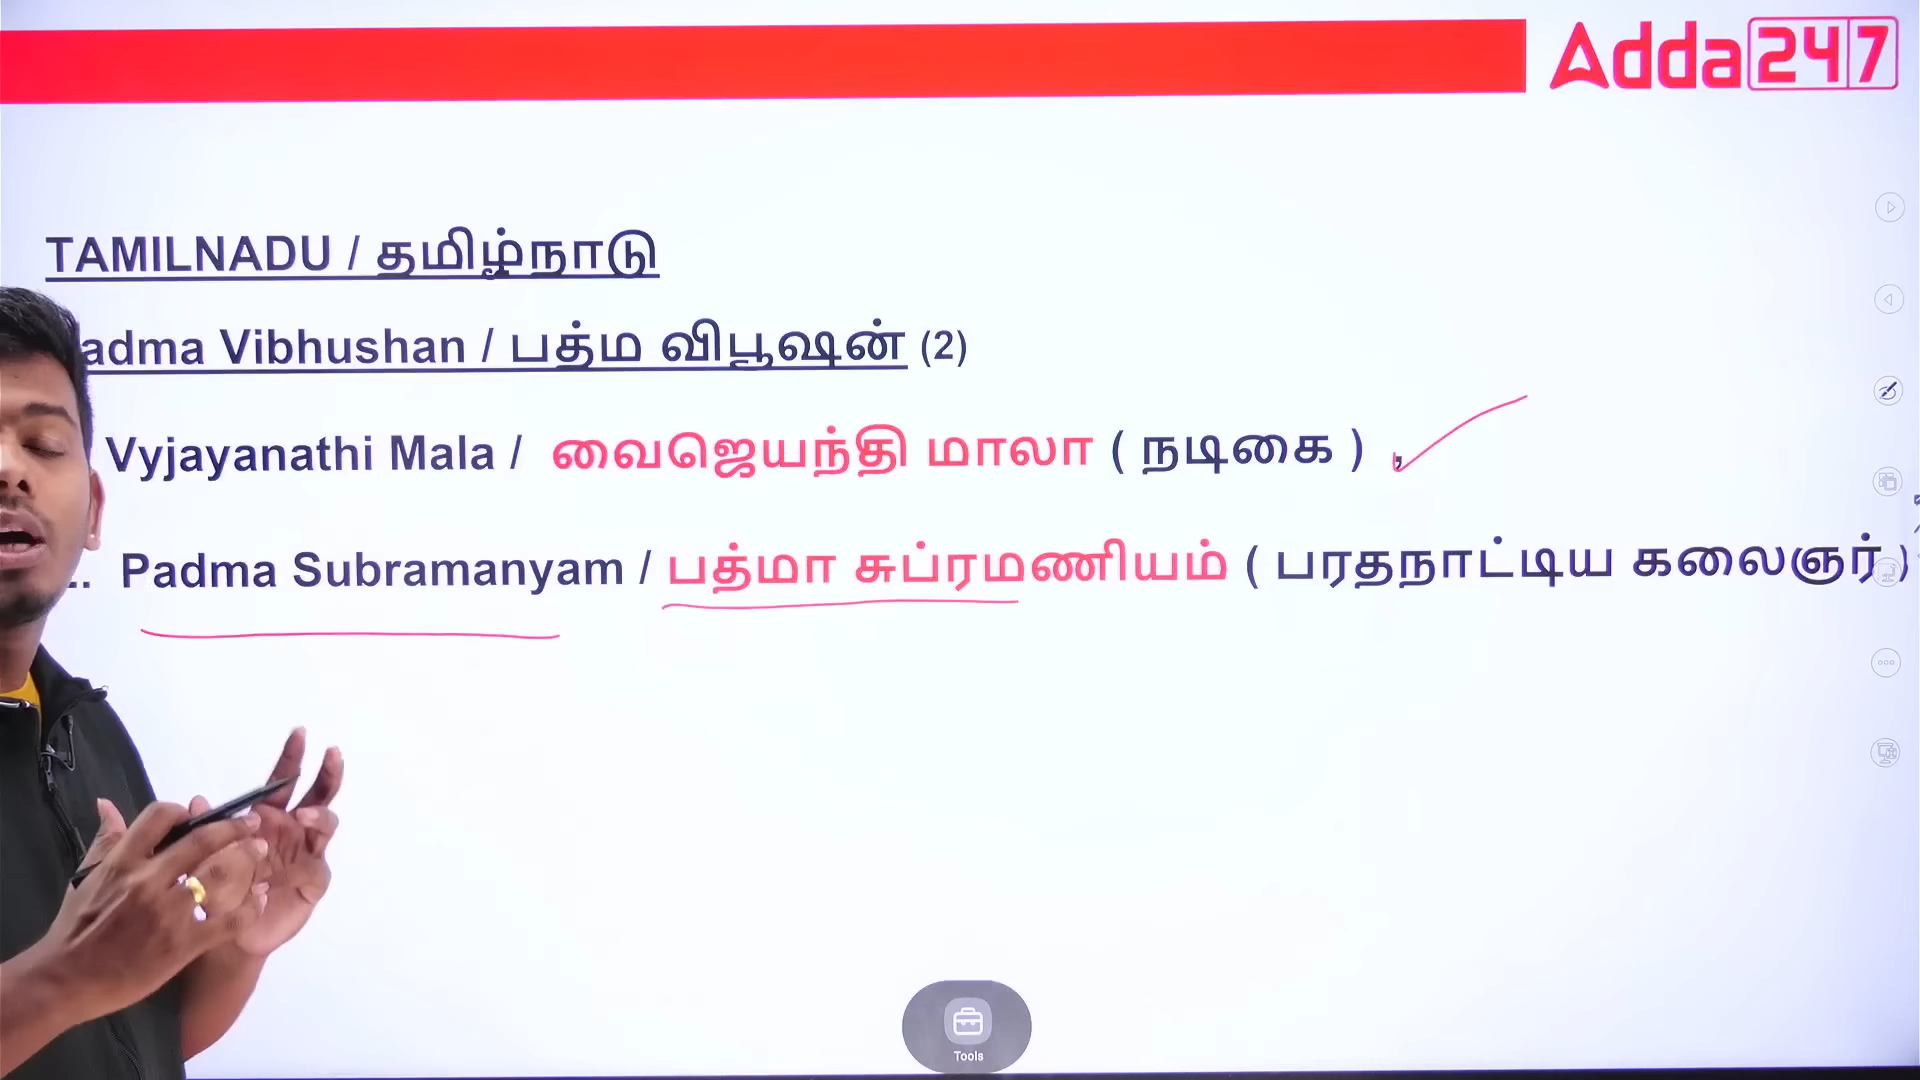 Adda247
TAMILNADU / தமிழ்நாடு
adma Vibhushan / பத்ம விபூஷன் (2)
Vyjayanathi Mala / வைஜெயந்தி மாலா ( நடிகை ) ,
.. Padma Subramanyam / பத்மா சுப்ரமணியம் ( பரதநாட்டிய கலைஞர் )
Tools